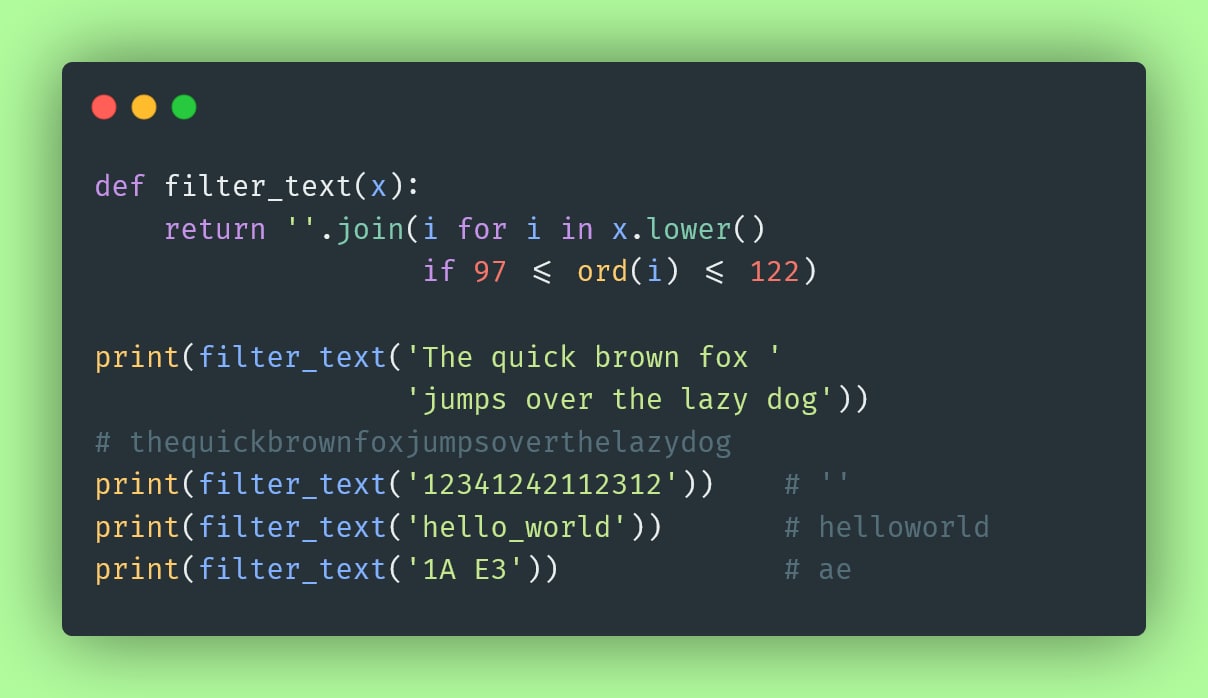 def filter_text(x):
    return ''.join(i for i in x.lower()
                   if 97 <= ord(i) <= 122)
print(filter_text('The quick brown fox '
                  'jumps over the lazy dog'))
# thequickbrownfoxjumpsoverthelazydog
print(filter_text('12341242112312'))    # ''
print(filter_text('hello_world'))       # helloworld
print(filter_text('1A E3'))             # ae